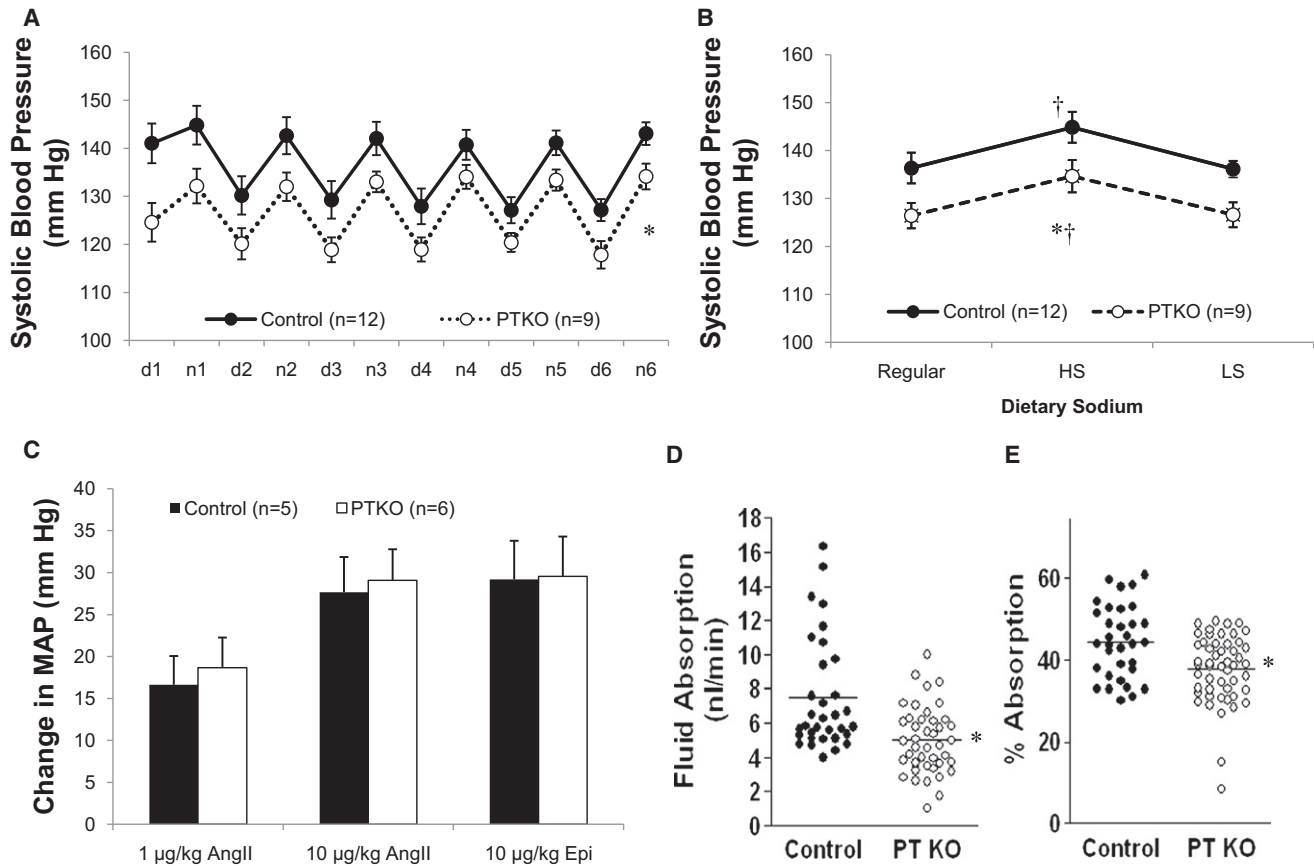 A
Systolic Blood Pressure
(mm Hg)
160
150
140
130
120
110
100
*
Control (n=12)
PTKO (n=9)
d1 n1 d2 n2 d3 n3 d4 n4 d5 n5 d6 n6
B
Systolic Blood Pressure
(mm Hg)
160
150
140
130
120
110
100
†
*†
Control (n=12)
PTKO (n=9)
Regular HS LS
Dietary Sodium
C
Change in MAP (mm Hg)
40
35
30
25
20
15
10
5
0
Control (n=5)
PTKO (n=6)
1 µg/kg AngII 10 µg/kg AngII 10 µg/kg Epi
D
Fluid Absorption
(nl/min)
18
16
14
12
10
8
6
4
2
0
*
Control PT KO
E
% Absorption
60
40
20
0
*
Control PT KO